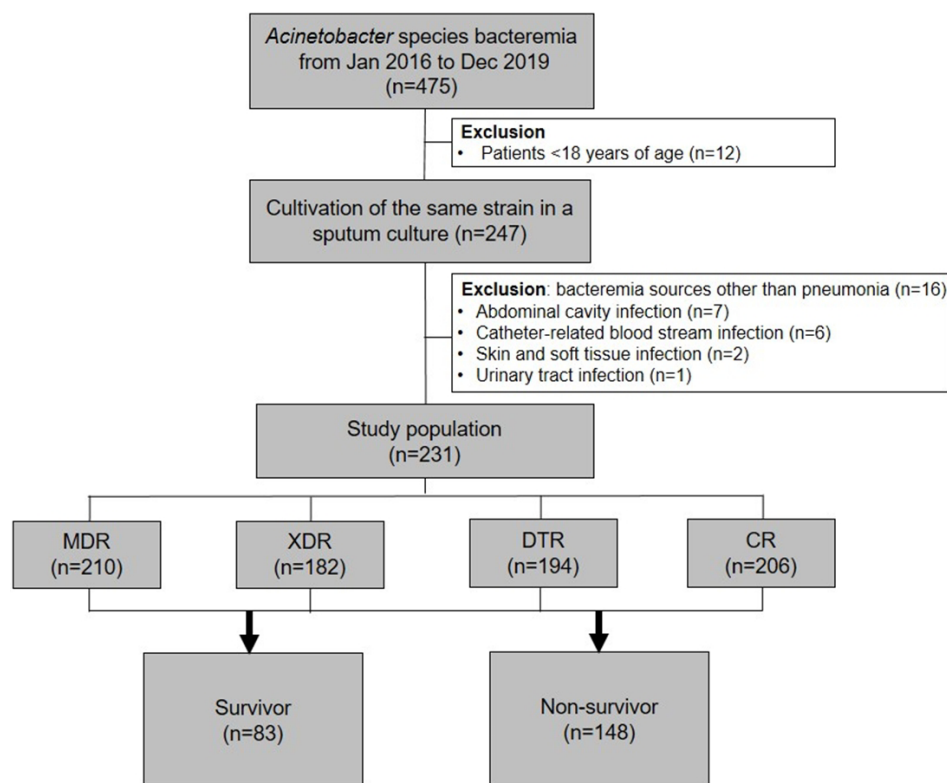 Acinetobacter species bacteremia
from Jan 2016 to Dec 2019
(n=475)
Exclusion
• Patients <18 years of age (n=12)
Cultivation of the same strain in a
sputum culture (n=247)
Exclusion: bacteremia sources other than pneumonia (n=16)
• Abdominal cavity infection (n=7)
• Catheter-related blood stream infection (n=6)
• Skin and soft tissue infection (n=2)
• Urinary tract infection (n=1)
Study population
(n=231)
MDR
(n=210)
XDR
(n=182)
DTR
(n=194)
CR
(n=206)
Survivor
(n=83)
Non-survivor
(n=148)